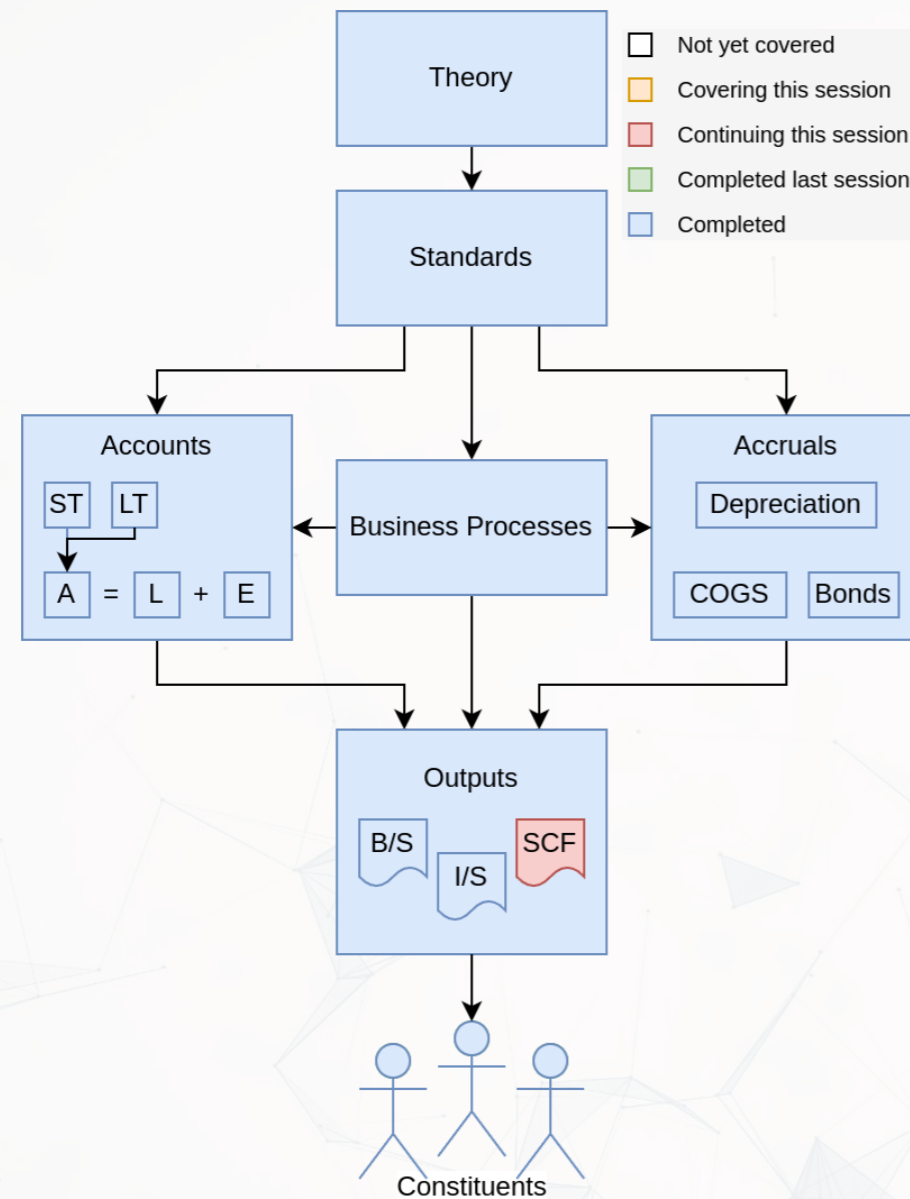 Theory
Not yet covered
Covering this session
Continuing this session
Completed last session
Completed
Standards
Accounts
ST LT
A = L + E
Business Processes
Accruals
Depreciation
COGS Bonds
Outputs
B/S
I/S
SCF
Constituents